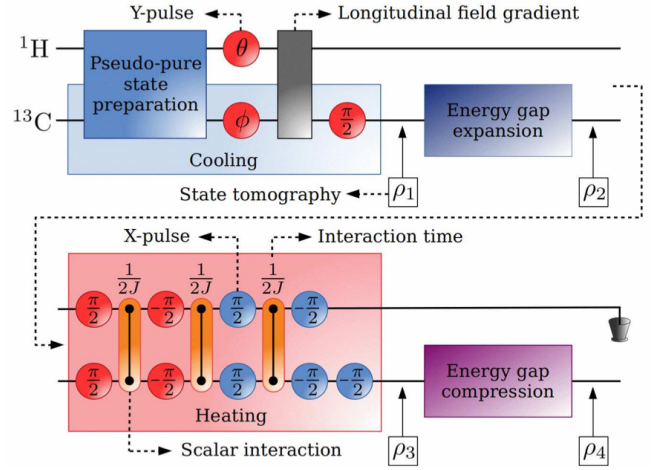 Y-pulse Longitudinal field gradient
¹H θ
Pseudo-pure
state
preparation
¹³C ϕ π/2 Energy gap
expansion
Cooling
State tomography ρ₁ ρ₂
X-pulse Interaction time
1/2J 1/2J 1/2J
π/2 -π/2 π/2 -π/2
π/2 -π/2 π/2 -π/2 -π/2 Energy gap
compression
Heating
Scalar interaction ρ₃ ρ₄